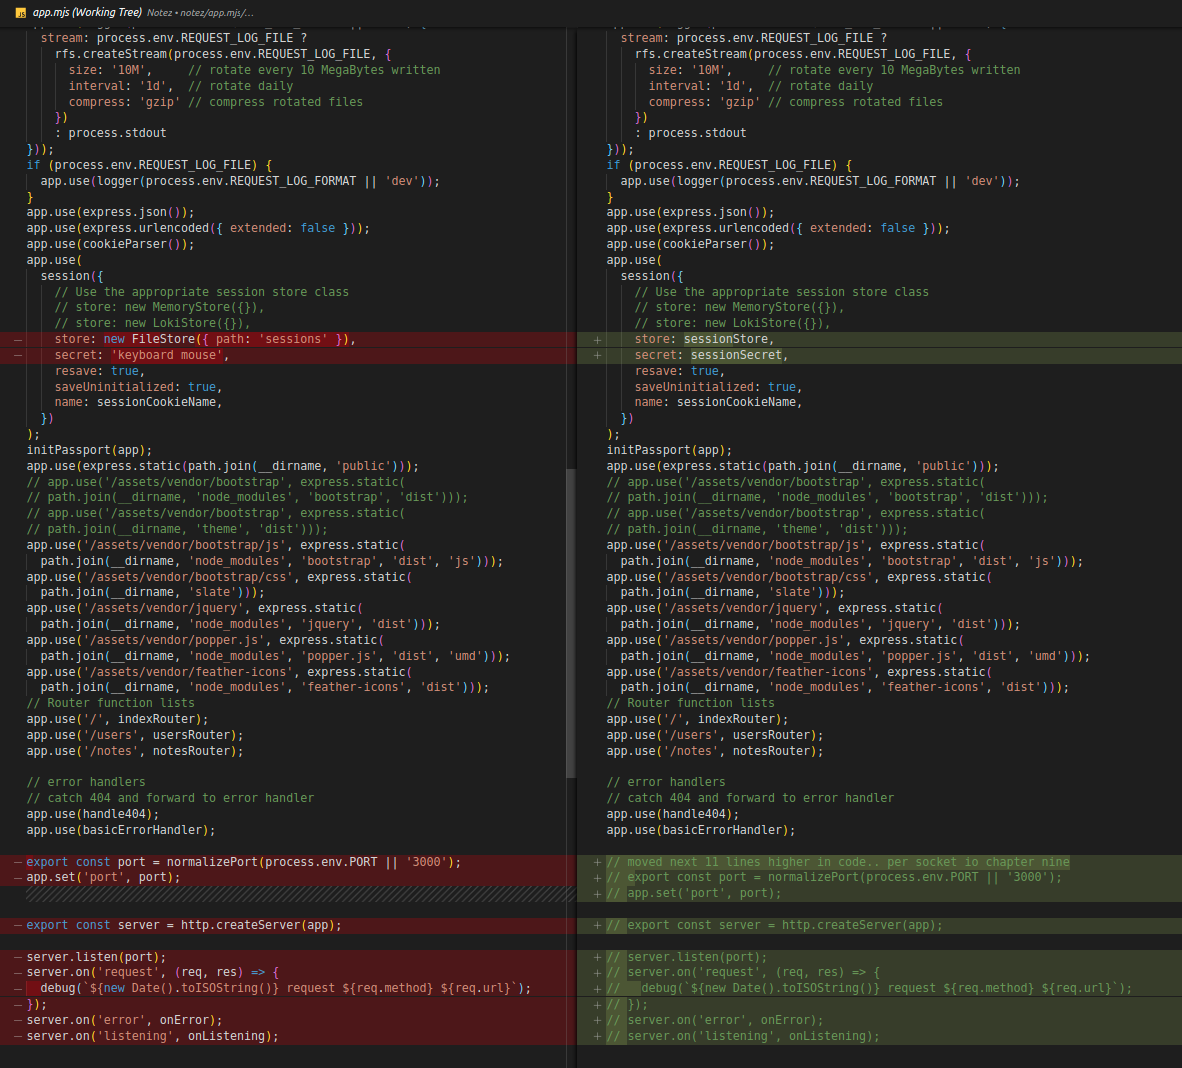 JS app.mjs (Working Tree) Notez • notez/app.mjs/...
stream: process.env.REQUEST_LOG_FILE ?
rfs.createStream(process.env.REQUEST_LOG_FILE, {
size: '10M', // rotate every 10 MegaBytes written
interval: '1d', // rotate daily
compress: 'gzip' // compress rotated files
})
: process.stdout
}));
if (process.env.REQUEST_LOG_FILE) {
app.use(logger(process.env.REQUEST_LOG_FORMAT || 'dev'));
}
app.use(express.json());
app.use(express.urlencoded({ extended: false }));
app.use(cookieParser());
app.use(
session({
// Use the appropriate session store class
// store: new MemoryStore({}),
// store: new LokiStore({}),
— store: new FileStore({ path: 'sessions' }),
— secret: 'keyboard mouse',
resave: true,
saveUninitialized: true,
name: sessionCookieName,
})
);
initPassport(app);
app.use(express.static(path.join(__dirname, 'public')));
// app.use('/assets/vendor/bootstrap', express.static(
// path.join(__dirname, 'node_modules', 'bootstrap', 'dist')));
// app.use('/assets/vendor/bootstrap', express.static(
// path.join(__dirname, 'theme', 'dist')));
app.use('/assets/vendor/bootstrap/js', express.static(
path.join(__dirname, 'node_modules', 'bootstrap', 'dist', 'js')));
app.use('/assets/vendor/bootstrap/css', express.static(
path.join(__dirname, 'slate')));
app.use('/assets/vendor/jquery', express.static(
path.join(__dirname, 'node_modules', 'jquery', 'dist')));
app.use('/assets/vendor/popper.js', express.static(
path.join(__dirname, 'node_modules', 'popper.js', 'dist', 'umd')));
app.use('/assets/vendor/feather-icons', express.static(
path.join(__dirname, 'node_modules', 'feather-icons', 'dist')));
// Router function lists
app.use('/', indexRouter);
app.use('/users', usersRouter);
app.use('/notes', notesRouter);
// error handlers
// catch 404 and forward to error handler
app.use(handle404);
app.use(basicErrorHandler);
— export const port = normalizePort(process.env.PORT || '3000');
— app.set('port', port);
— export const server = http.createServer(app);
— server.listen(port);
— server.on('request', (req, res) => {
— debug(`${new Date().toISOString()} request ${req.method} ${req.url}`);
— });
— server.on('error', onError);
— server.on('listening', onListening);
stream: process.env.REQUEST_LOG_FILE ?
rfs.createStream(process.env.REQUEST_LOG_FILE, {
size: '10M', // rotate every 10 MegaBytes written
interval: '1d', // rotate daily
compress: 'gzip' // compress rotated files
})
: process.stdout
}));
if (process.env.REQUEST_LOG_FILE) {
app.use(logger(process.env.REQUEST_LOG_FORMAT || 'dev'));
}
app.use(express.json());
app.use(express.urlencoded({ extended: false }));
app.use(cookieParser());
app.use(
session({
// Use the appropriate session store class
// store: new MemoryStore({}),
// store: new LokiStore({}),
+ store: sessionStore,
+ secret: sessionSecret,
resave: true,
saveUninitialized: true,
name: sessionCookieName,
})
);
initPassport(app);
app.use(express.static(path.join(__dirname, 'public')));
// app.use('/assets/vendor/bootstrap', express.static(
// path.join(__dirname, 'node_modules', 'bootstrap', 'dist')));
// app.use('/assets/vendor/bootstrap', express.static(
// path.join(__dirname, 'theme', 'dist')));
app.use('/assets/vendor/bootstrap/js', express.static(
path.join(__dirname, 'node_modules', 'bootstrap', 'dist', 'js')));
app.use('/assets/vendor/bootstrap/css', express.static(
path.join(__dirname, 'slate')));
app.use('/assets/vendor/jquery', express.static(
path.join(__dirname, 'node_modules', 'jquery', 'dist')));
app.use('/assets/vendor/popper.js', express.static(
path.join(__dirname, 'node_modules', 'popper.js', 'dist', 'umd')));
app.use('/assets/vendor/feather-icons', express.static(
path.join(__dirname, 'node_modules', 'feather-icons', 'dist')));
// Router function lists
app.use('/', indexRouter);
app.use('/users', usersRouter);
app.use('/notes', notesRouter);
// error handlers
// catch 404 and forward to error handler
app.use(handle404);
app.use(basicErrorHandler);
+ // moved next 11 lines higher in code.. per socket io chapter nine
+ // export const port = normalizePort(process.env.PORT || '3000');
+ // app.set('port', port);
+ // export const server = http.createServer(app);
+ // server.listen(port);
+ // server.on('request', (req, res) => {
+ // debug(`${new Date().toISOString()} request ${req.method} ${req.url}`);
+ // });
+ // server.on('error', onError);
+ // server.on('listening', onListening);